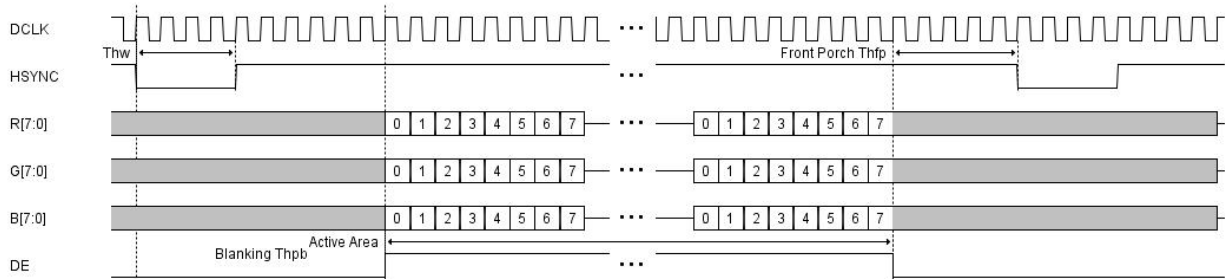 DCLK ...
Thw Front Porch Thfp
HSYNC ...
R[7:0] 0 1 2 3 4 5 6 7 ... 0 1 2 3 4 5 6 7
G[7:0] 0 1 2 3 4 5 6 7 ... 0 1 2 3 4 5 6 7
B[7:0] 0 1 2 3 4 5 6 7 ... 0 1 2 3 4 5 6 7
Active Area
Blanking Thpb
DE ...